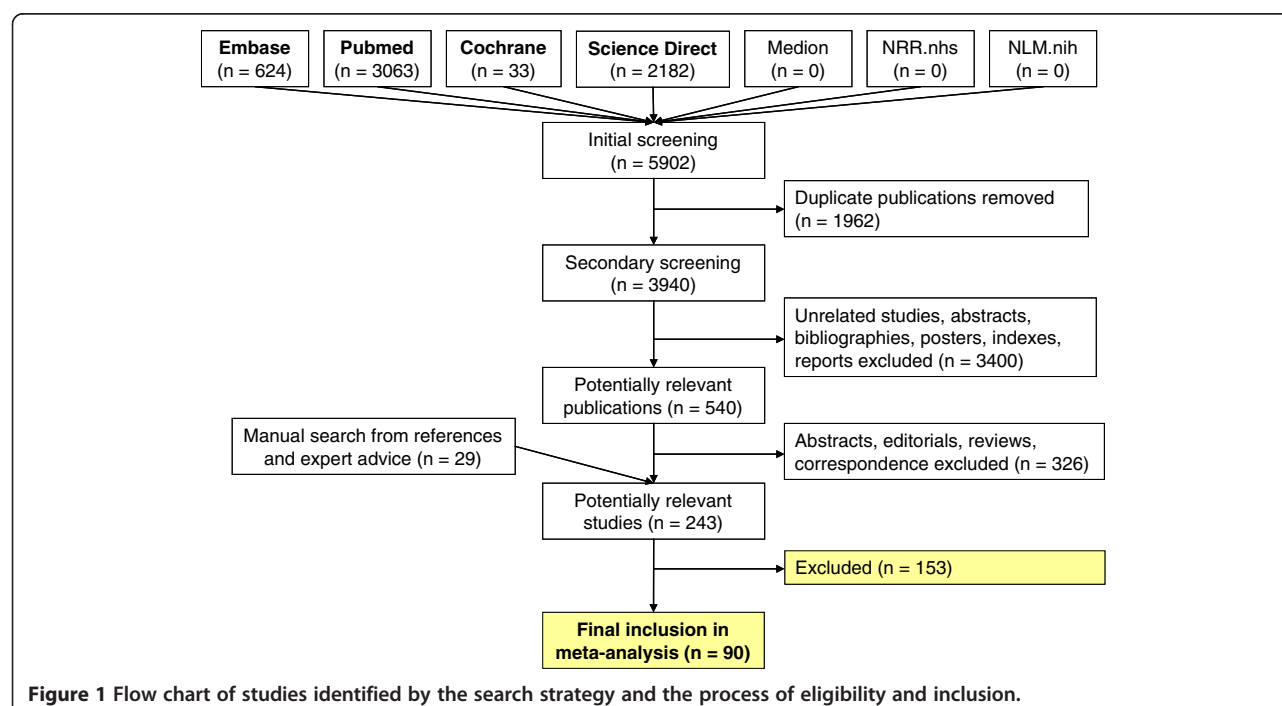 Embase
(n = 624)
Pubmed
(n = 3063)
Cochrane
(n = 33)
Science Direct
(n = 2182)
Medion
(n = 0)
NRR.nhs
(n = 0)
NLM.nih
(n = 0)
Initial screening
(n = 5902)
Duplicate publications removed
(n = 1962)
Secondary screening
(n = 3940)
Unrelated studies, abstracts,
bibliographies, posters, indexes,
reports excluded (n = 3400)
Potentially relevant
publications (n = 540)
Manual search from references
and expert advice (n = 29)
Abstracts, editorials, reviews,
correspondence excluded (n = 326)
Potentially relevant
studies (n = 243)
Excluded (n = 153)
Final inclusion in
meta-analysis (n = 90)
Figure 1 Flow chart of studies identified by the search strategy and the process of eligibility and inclusion.